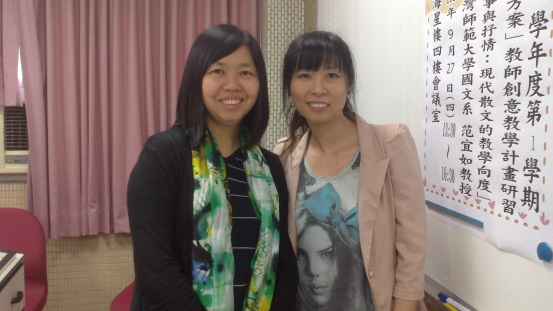 學年度第1學期
方案」教師創意教學計畫研習
事與抒情：現代散文的教學向度」
灣師範大學國文系 范宜如教授
年 9 月 27 日(四) 13:30 ~ 16:30
海星樓四樓會議室